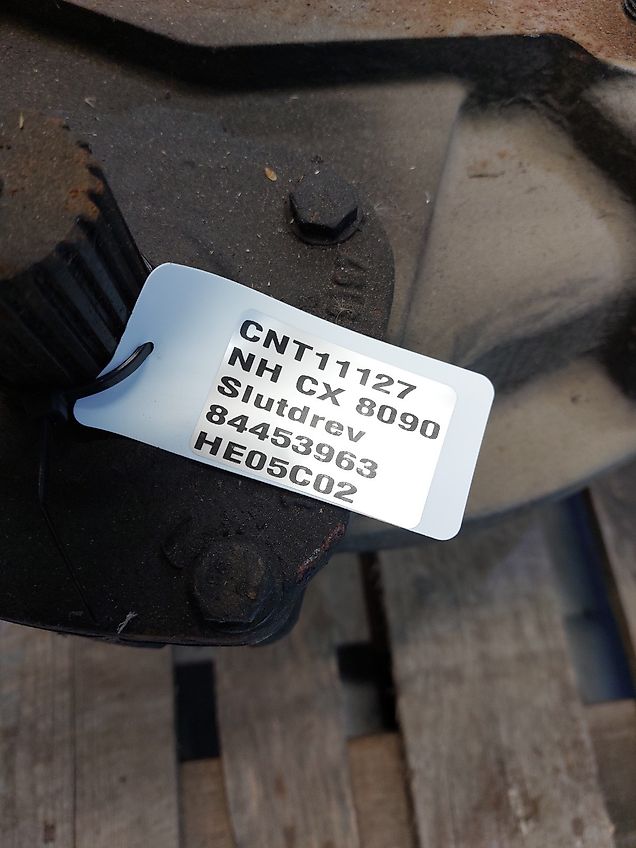 CNT11127
NH CX 8090
Slutdrev
84453963
HE05C02